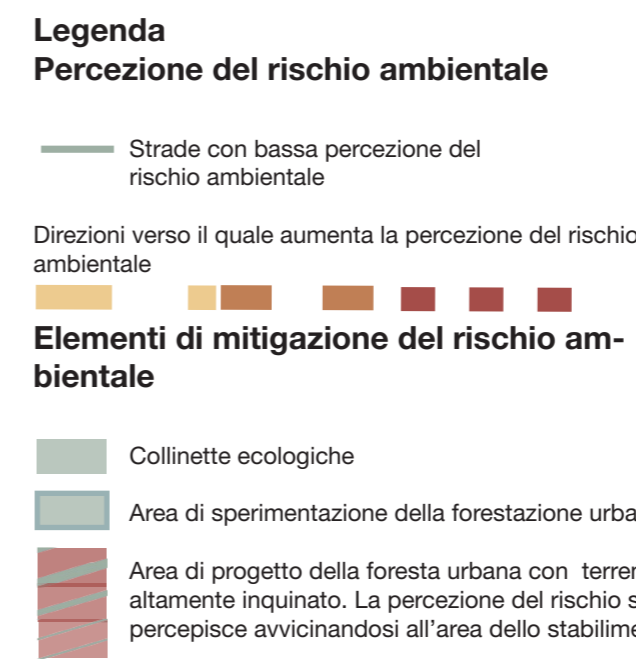 Legenda
Percezione del rischio ambientale
Strade con bassa percezione del
rischio ambientale
Direzioni verso il quale aumenta la percezione del rischio
ambientale
Elementi di mitigazione del rischio am-
bientale
Collinette ecologiche
Area di sperimentazione della forestazione urba
Area di progetto della foresta urbana con terre
altamente inquinato. La percezione del rischio s
percepisce avvicinandosi all'area dello stabilime